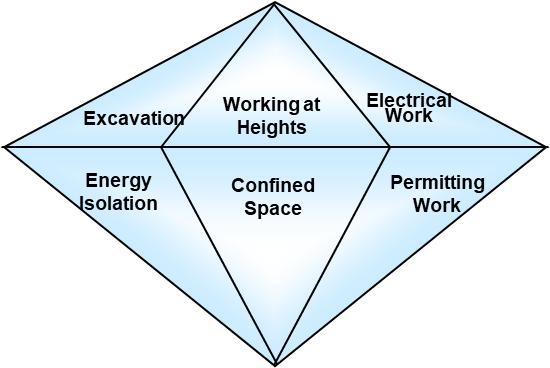 Excavation
Working at
Heights
Electrical
Work
Energy
Isolation
Confined
Space
Permitting
Work